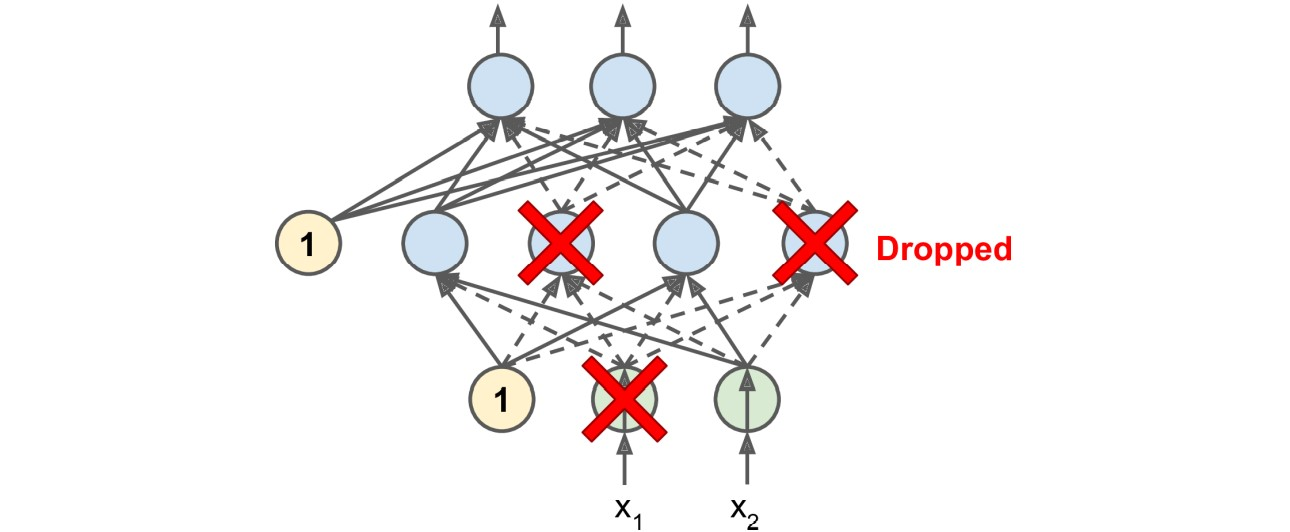 1
Dropped
1
x₁
x₂